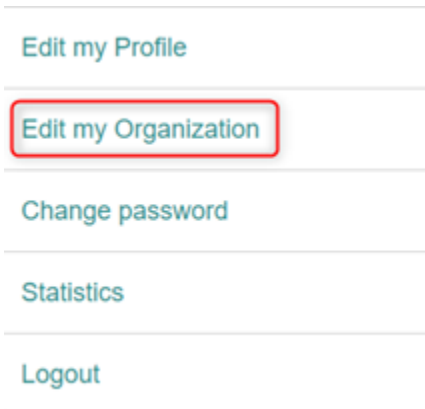 Edit my Profile
Edit my Organization
Change password
Statistics
Logout